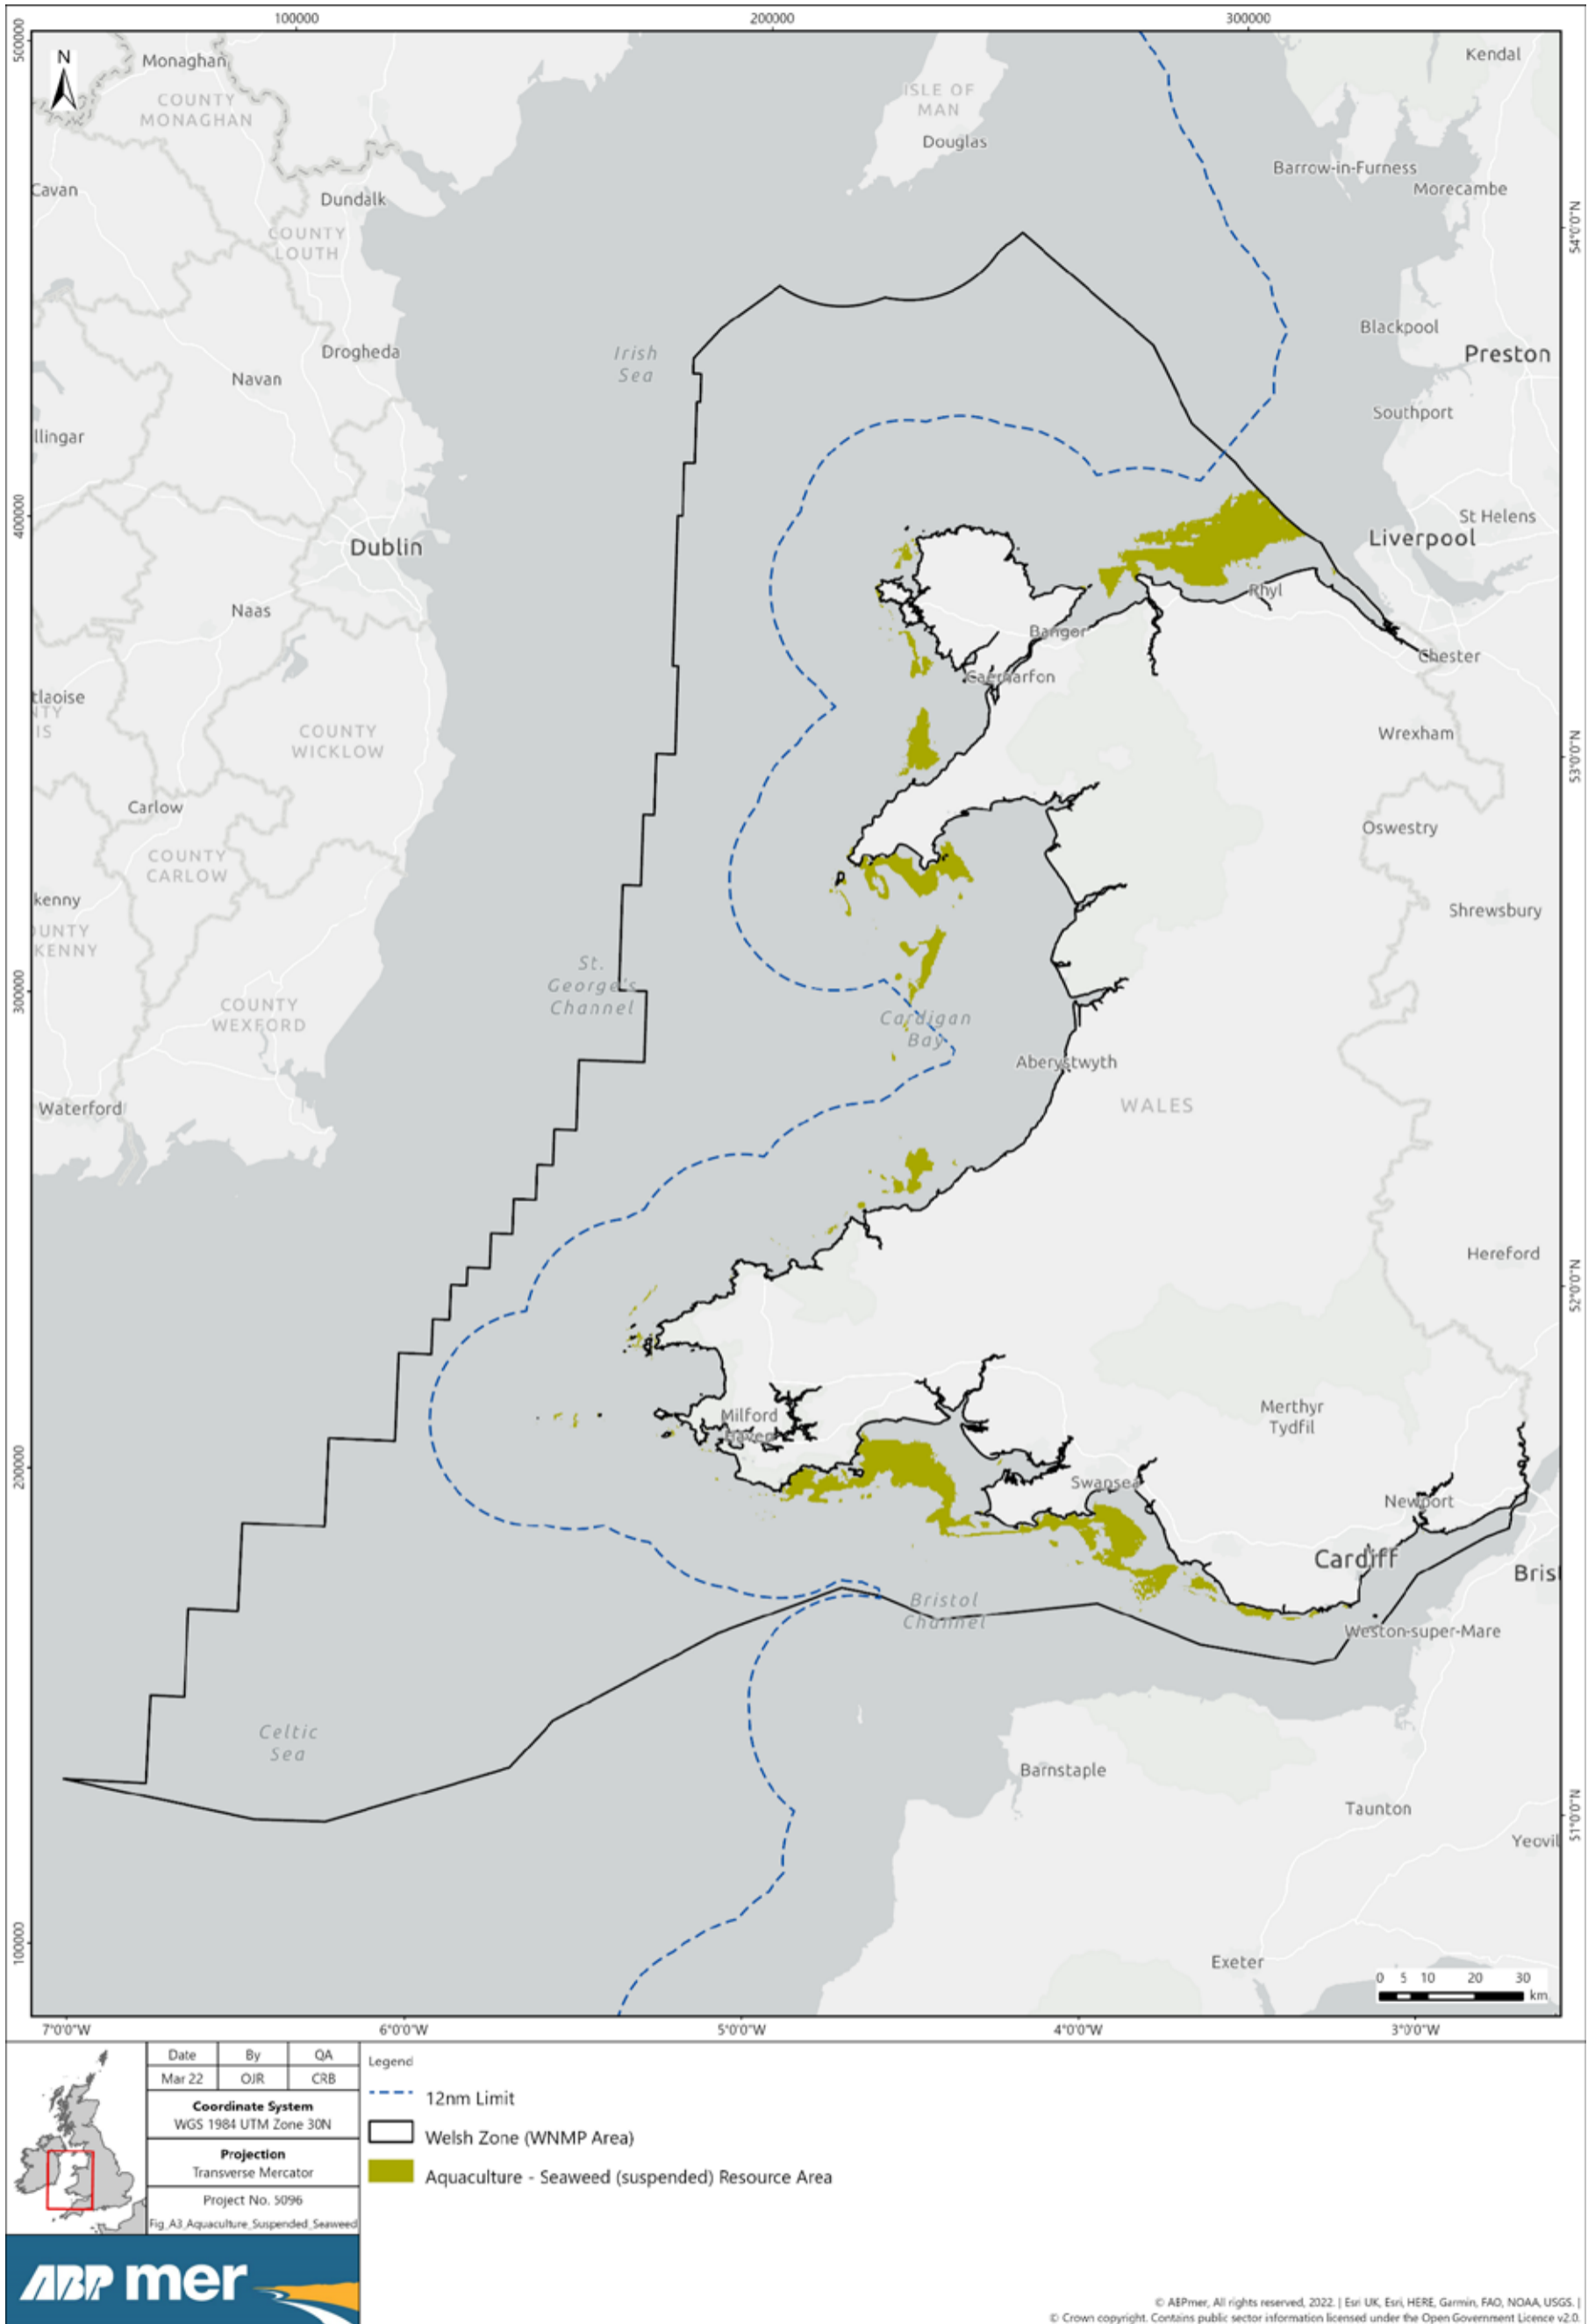 100000
200000
300000
500000
400000
300000
200000
100000
54°0'0"N
53°0'0"N
52°0'0"N
51°0'0"N
N
Monaghan
COUNTY
MONAGHAN
ISLE OF
MAN
Douglas
Kendal
Barrow-in-Furness
Morecambe
Cavan
Dundalk
COUNTY
LOUTH
Blackpool
Preston
Irish
Sea
Drogheda
Navan
Southport
llingar
St Helens
Liverpool
Dublin
Rhyl
Naas
Bangor
Chester
Caernarfon
tlaoise
NTY
IS
COUNTY
WICKLOW
Wrexham
Carlow
Oswestry
COUNTY
CARLOW
kenny
OUNTY
KENNY
Shrewsbury
St.
George's
Channel
COUNTY
WEXFORD
Cardigan
Bay
Aberystwyth
Waterford
WALES
Hereford
Milford
Haven
Merthyr
Tydfil
Swansea
Newport
Cardiff
Brist
Bristol
Channel
Weston-super-Mare
Celtic
Sea
Barnstaple
Taunton
Yeovil
Exeter
0 5 10 20 30
km
7°0'0"W
6°0'0"W
5°0'0"W
4°0'0"W
3°0'0"W
Date By QA
Mar 22 OJR CRB
Coordinate System
WGS 1984 UTM Zone 30N
Projection
Transverse Mercator
Project No. 5096
Fig_A3_Aquaculture_Suspended_Seaweed
Legend
12nm Limit
Welsh Zone (WNMP Area)
Aquaculture - Seaweed (suspended) Resource Area
ABP mer
© ABPmer, All rights reserved, 2022. | Esri UK, Esri, HERE, Garmin, FAO, NOAA, USGS. |
© Crown copyright. Contains public sector information licensed under the Open Government Licence v2.0